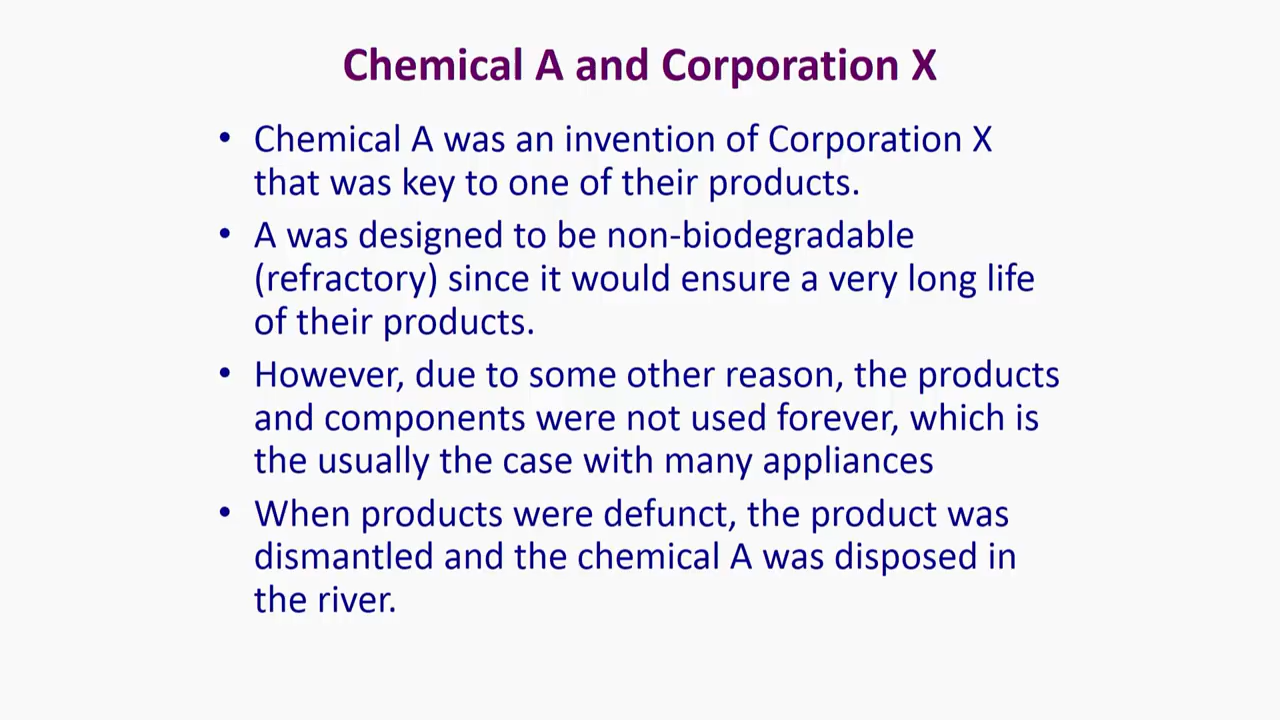 Chemical A and Corporation X
• Chemical A was an invention of Corporation X
that was key to one of their products.
• A was designed to be non-biodegradable
(refractory) since it would ensure a very long life
of their products.
• However, due to some other reason, the products
and components were not used forever, which is
the usually the case with many appliances
• When products were defunct, the product was
dismantled and the chemical A was disposed in
the river.